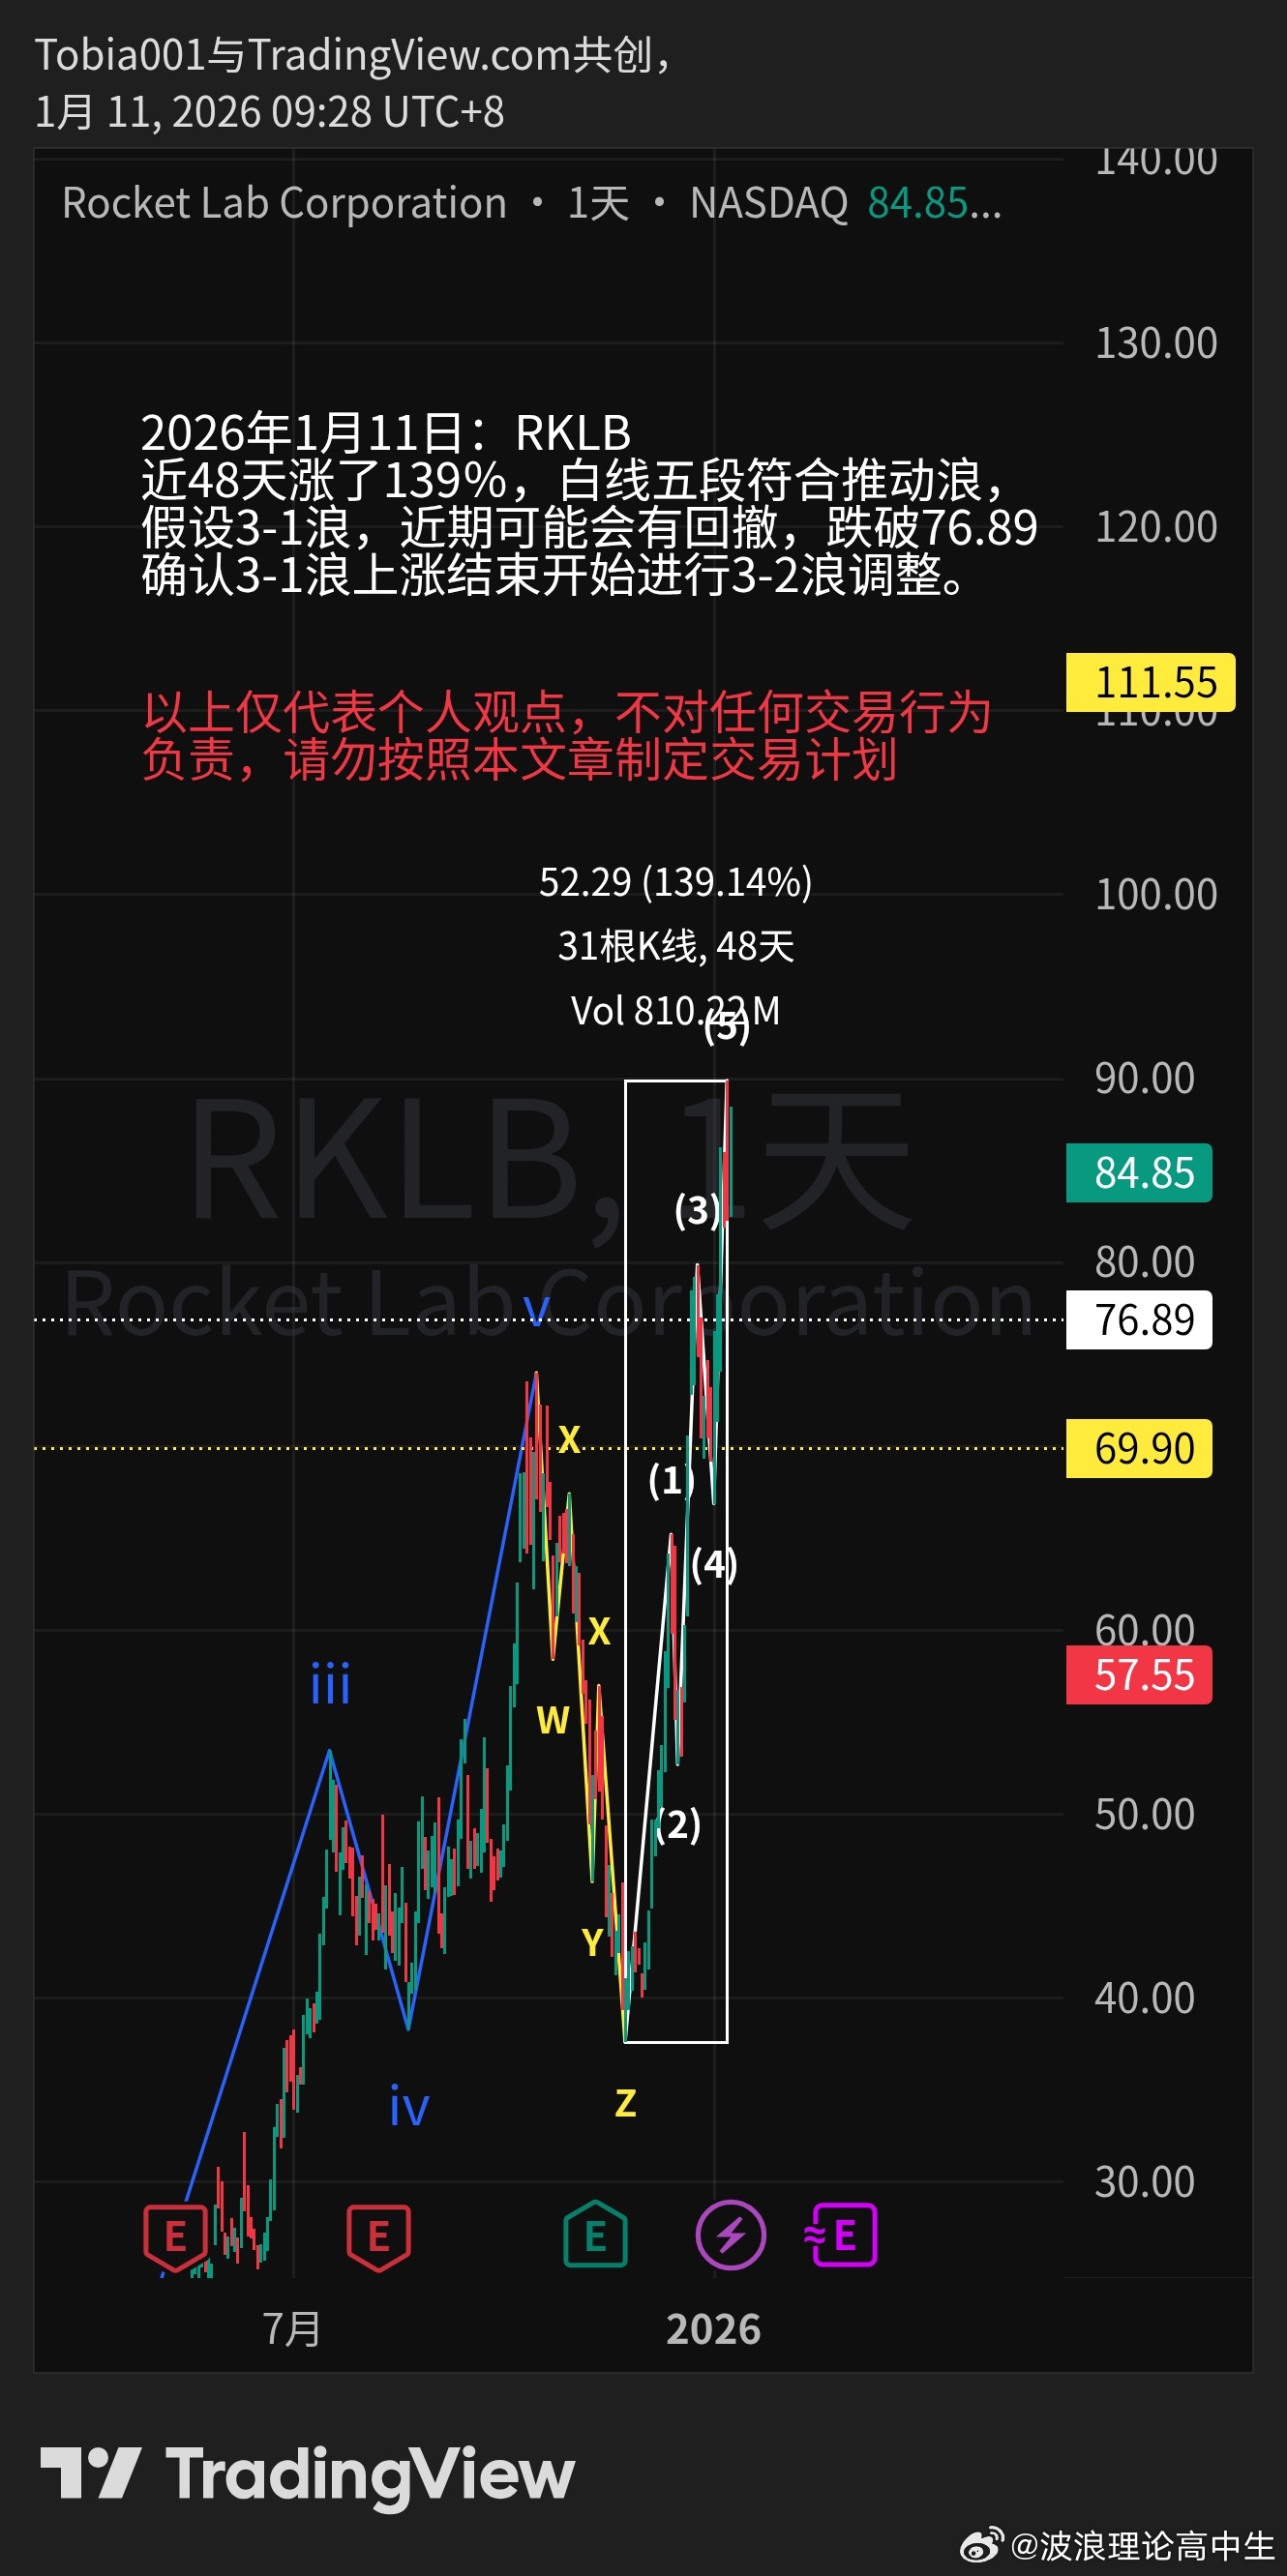 Tobia001与TradingView.com共创，
1月 11, 2026 09:28 UTC+8
140.00
Rocket Lab Corporation · 1天 · NASDAQ 84.85...
130.00
2026年1月11日：RKLB
近48天涨了139%，白线五段符合推动浪，
假设3-1浪，近期可能会有回撤，跌破76.89
确认3-1浪上涨结束开始进行3-2浪调整。
120.00
111.55
110.00
以上仅代表个人观点，不对任何交易行为
负责，请勿按照本文章制定交易计划
52.29 (139.14%)
100.00
31根K线, 48天
Vol 810.22M
(5)
90.00
RKLB, 1天
84.85
(3)
80.00
Rocket Lab Corporation
v
76.89
X
69.90
(1)
(4)
X
60.00
iii
57.55
W
50.00
(2)
Y
40.00
Z
iv
30.00
E
E
E
E
7月
2026
TradingView
@波浪理论高中生